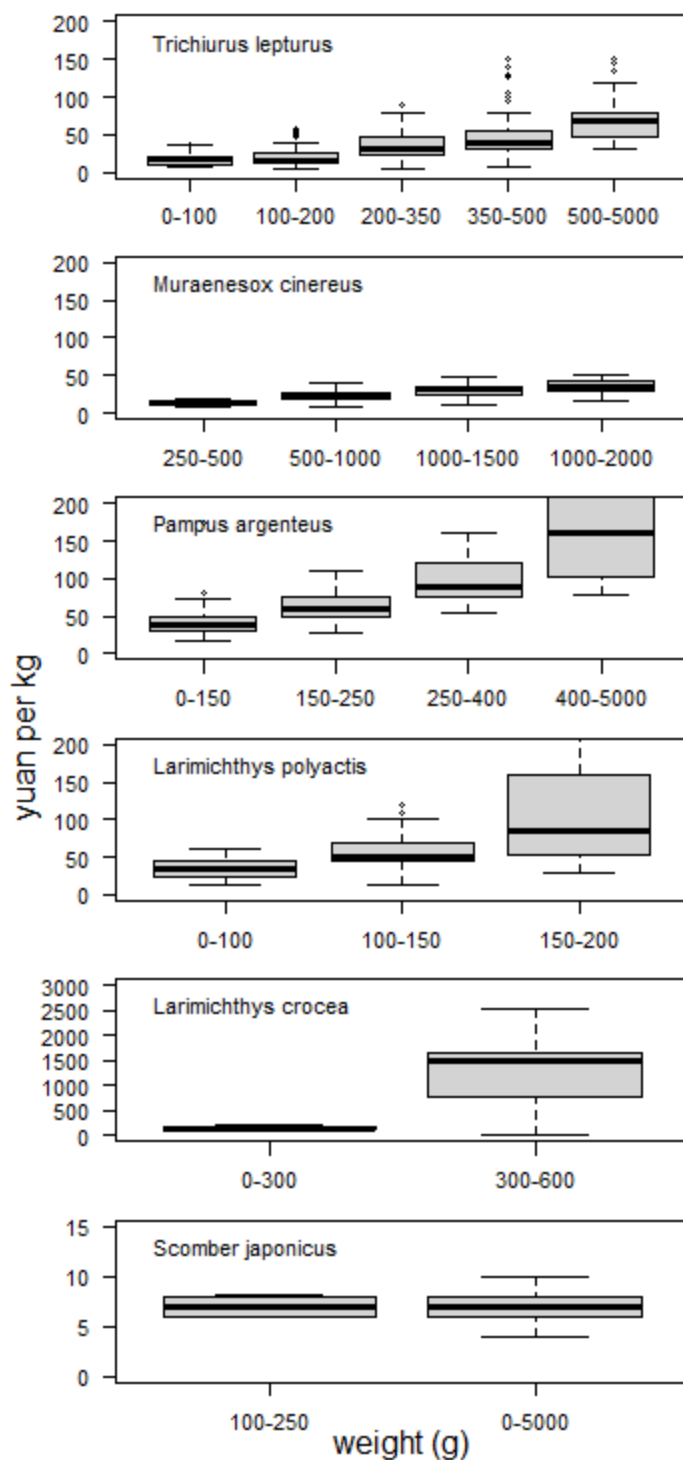 Trichiurus lepturus
200
150
100
50
0
0-100 100-200 200-350 350-500 500-5000
Muraenesox cinereus
200
150
100
50
0
250-500 500-1000 1000-1500 1000-2000
Pampus argenteus
200
150
100
50
0
0-150 150-250 250-400 400-5000
yuan per kg
Larimichthys polyactis
200
150
100
50
0
0-100 100-150 150-200
Larimichthys crocea
3000
2500
2000
1500
1000
500
0
0-300 300-600
Scomber japonicus
15
10
5
0
100-250 0-5000
weight (g)